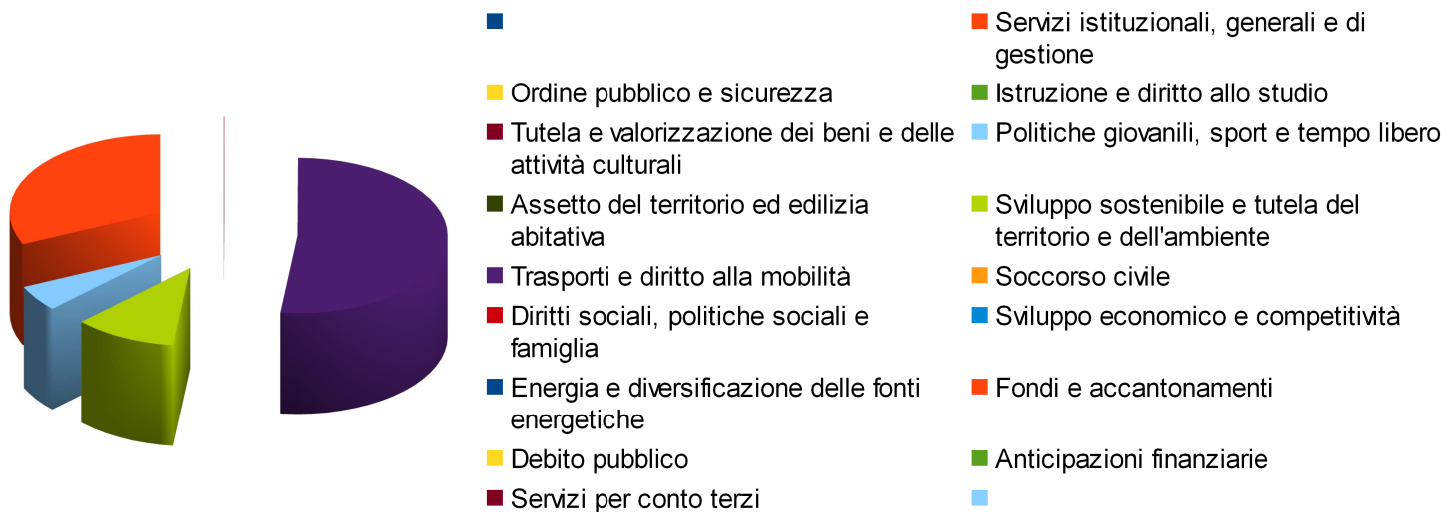 Servizi istituzionali, generali e di
gestione
Ordine pubblico e sicurezza
Istruzione e diritto allo studio
Tutela e valorizzazione dei beni e delle
attività culturali
Politiche giovanili, sport e tempo libero
Assetto del territorio ed edilizia
abitativa
Sviluppo sostenibile e tutela del
territorio e dell'ambiente
Trasporti e diritto alla mobilità
Soccorso civile
Diritti sociali, politiche sociali e
famiglia
Sviluppo economico e competitività
Energia e diversificazione delle fonti
energetiche
Fondi e accantonamenti
Debito pubblico
Anticipazioni finanziarie
Servizi per conto terzi